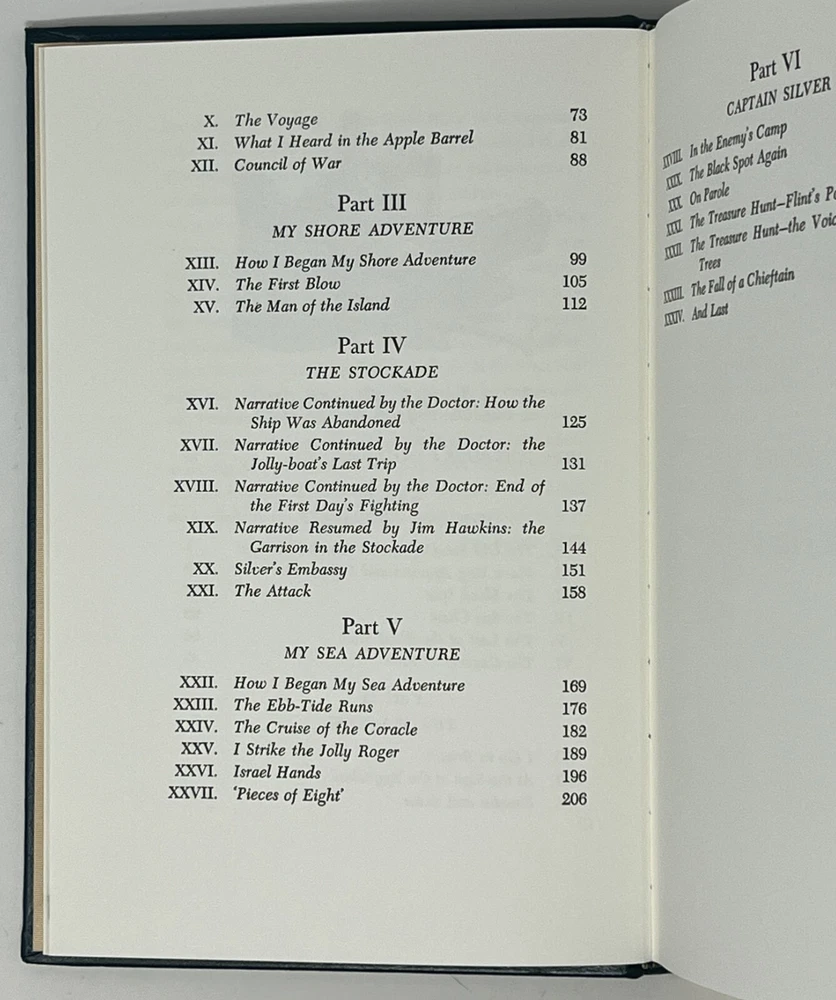 X. The Voyage 73
XI. What I Heard in the Apple Barrel 81
XII. Council of War 88
Part III
MY SHORE ADVENTURE
XIII. How I Began My Shore Adventure 99
XIV. The First Blow 105
XV. The Man of the Island 112
Part IV
THE STOCKADE
XVI. Narrative Continued by the Doctor: How the
Ship Was Abandoned 125
XVII. Narrative Continued by the Doctor: the
Jolly-boat's Last Trip 131
XVIII. Narrative Continued by the Doctor: End of
the First Day's Fighting 137
XIX. Narrative Resumed by Jim Hawkins: the
Garrison in the Stockade 144
XX. Silver's Embassy 151
XXI. The Attack 158
Part V
MY SEA ADVENTURE
XXII. How I Began My Sea Adventure 169
XXIII. The Ebb-Tide Runs 176
XXIV. The Cruise of the Coracle 182
XXV. I Strike the Jolly Roger 189
XXVI. Israel Hands 196
XXVII. 'Pieces of Eight' 206
Part VI
CAPTAIN SILVER
XXVIII. In the Enemy's Camp
XXIX. The Black Spot Again
XXX. On Parole
XXXI. The Treasure Hunt—Flint's
XXXII. The Treasure Hunt—the
Trees
XXXIII. The Fall of a Chieftain
XXXIV. And Last